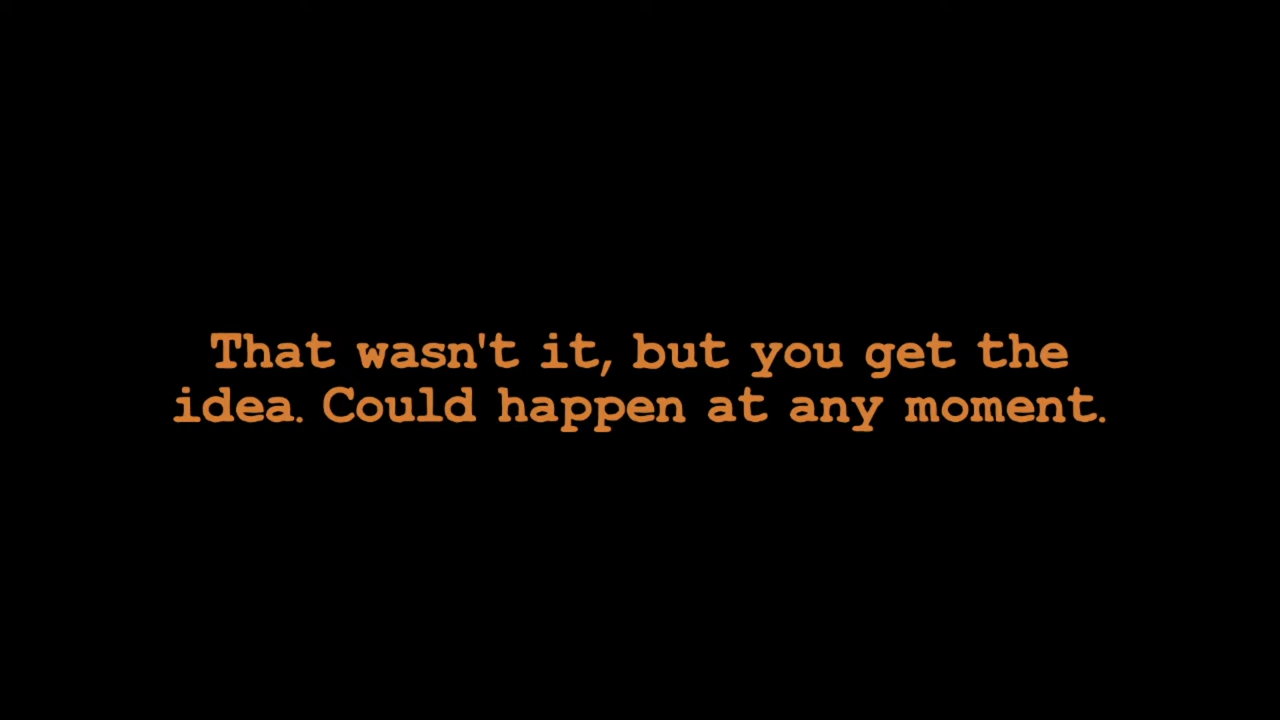 That wasn't it, but you get the
idea. Could happen at any moment.